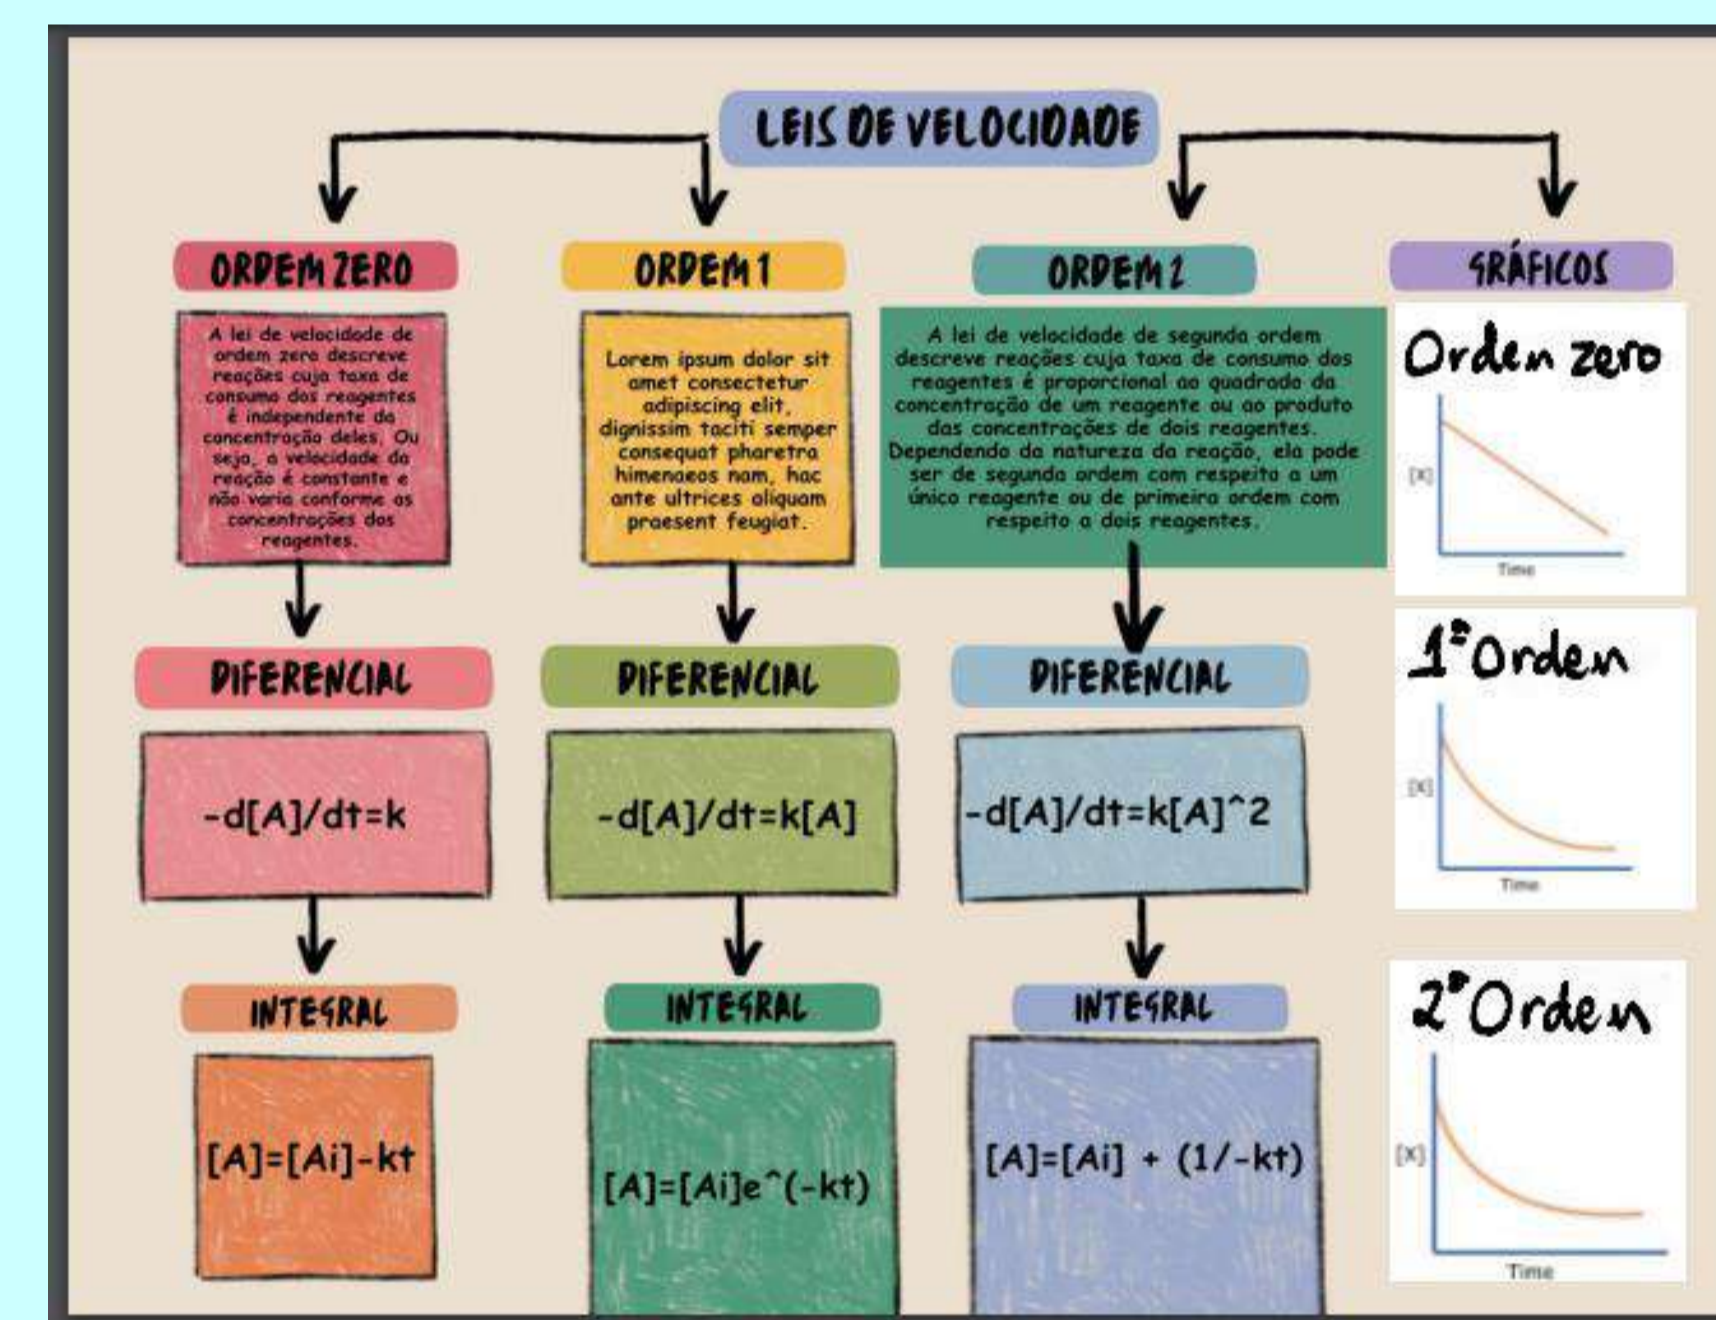 LEIS DE VELOCIDADE
ORDEM ZERO
A lei de velocidade de
ordem zero descreve
reações cuja taxa de
consumo dos reagentes
é independente da
concentração deles. Ou
seja, a velocidade da
reação é constante e
não varia conforme as
concentrações dos
reagentes.
DIFERENCIAL
-d[A]/dt=k
INTEGRAL
[A]=[Ai]-kt
ORDEM 1
Lorem ipsum dolor sit
amet consectetur
adipiscing elit,
dignissim taciti semper
consequat pharetra
himenaeos nam, hac
ante ultrices aliquam
praesent feugiat.
DIFERENCIAL
-d[A]/dt=k[A]
INTEGRAL
[A]=[Ai]e^(-kt)
ORDEM 2
A lei de velocidade de segunda ordem
descreve reações cuja taxa de consumo dos
reagentes é proporcional ao quadrado da
concentração de um reagente ou ao produto
das concentrações de dois reagentes.
Dependendo da natureza da reação, ela pode
ser de segunda ordem com respeito a um
único reagente ou de primeira ordem com
respeito a dois reagentes.
DIFERENCIAL
-d[A]/dt=k[A]^2
INTEGRAL
[A]=[Ai] + (1/-kt)
GRÁFICOS
Orden zero
[X]
Time
1ª Orden
[X]
Time
2ª Orden
[X]
Time